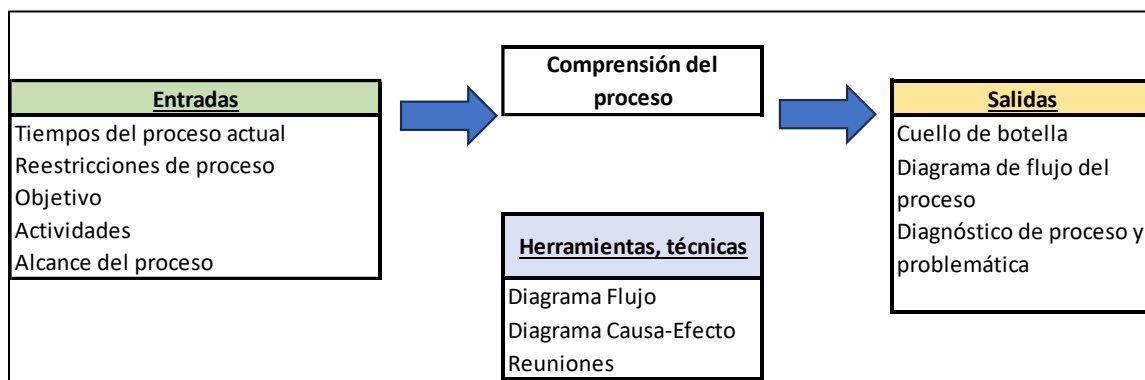 Entradas
Tiempos del proceso actual
Reestricciones de proceso
Objetivo
Actividades
Alcance del proceso
Comprensión del
proceso
Herramientas, técnicas
Diagrama Flujo
Diagrama Causa-Efecto
Reuniones
Salidas
Cuello de botella
Diagrama de flujo del
proceso
Diagnóstico de proceso y
problemática